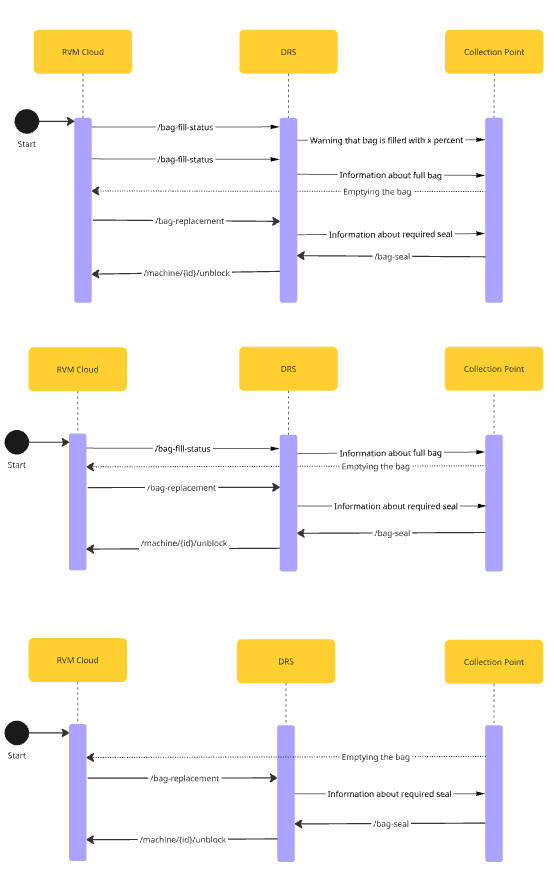 RVM Cloud
DRS
Collection Point
Start
/bag-fill-status
Warning that bag is filled with x percent
/bag-fill-status
Information about full bag
Emptying the bag
/bag-replacement
Information about required seal
/bag-seal
/machine/{id}/unblock
RVM Cloud
DRS
Collection Point
Start
/bag-fill-status
Information about full bag
Emptying the bag
/bag-replacement
Information about required seal
/bag-seal
/machine/{id}/unblock
RVM Cloud
DRS
Collection Point
Start
Emptying the bag
/bag-replacement
Information about required seal
/bag-seal
/machine/{id}/unblock